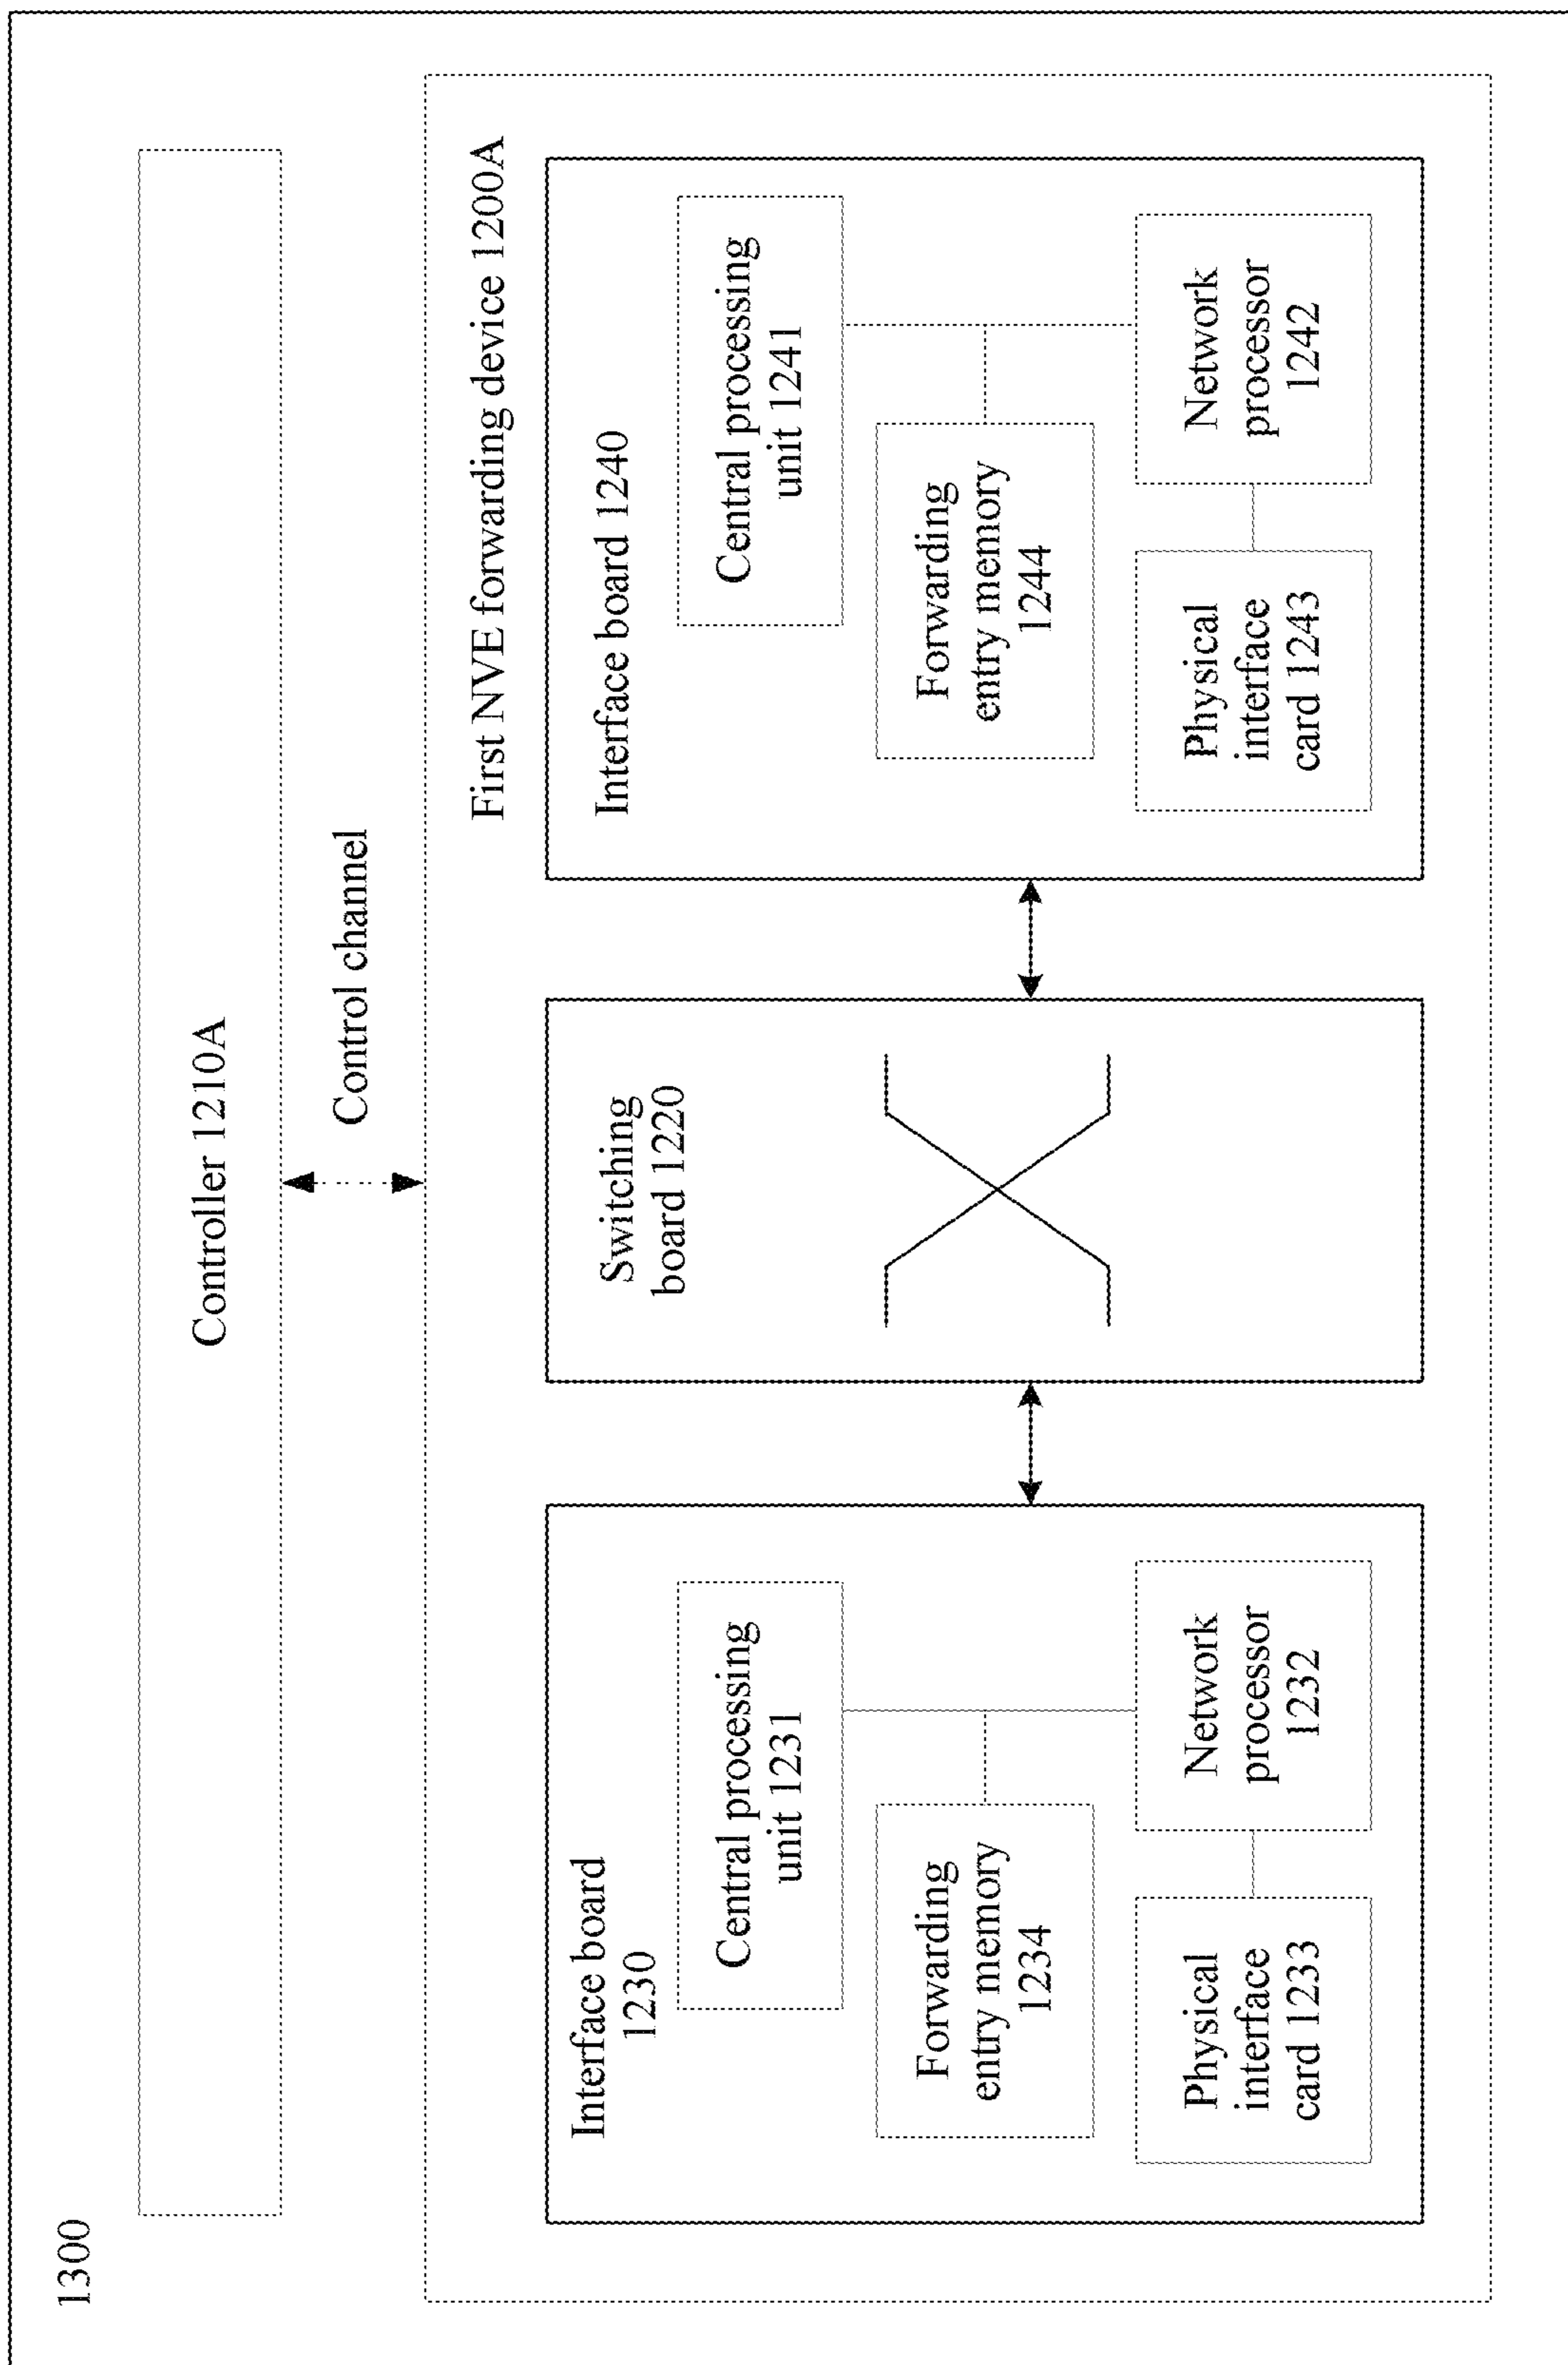 1300
Controller 1210A
Control channel
First NVE forwarding device 1200A
Interface board
1230
Central processing
unit 1231
Forwarding
entry memory
1234
Physical
interface
card 1233
Network
processor
1232
Switching
board 1220
Interface board 1240
Central processing
unit 1241
Forwarding
entry memory
1244
Physical
interface
card 1243
Network
processor
1242